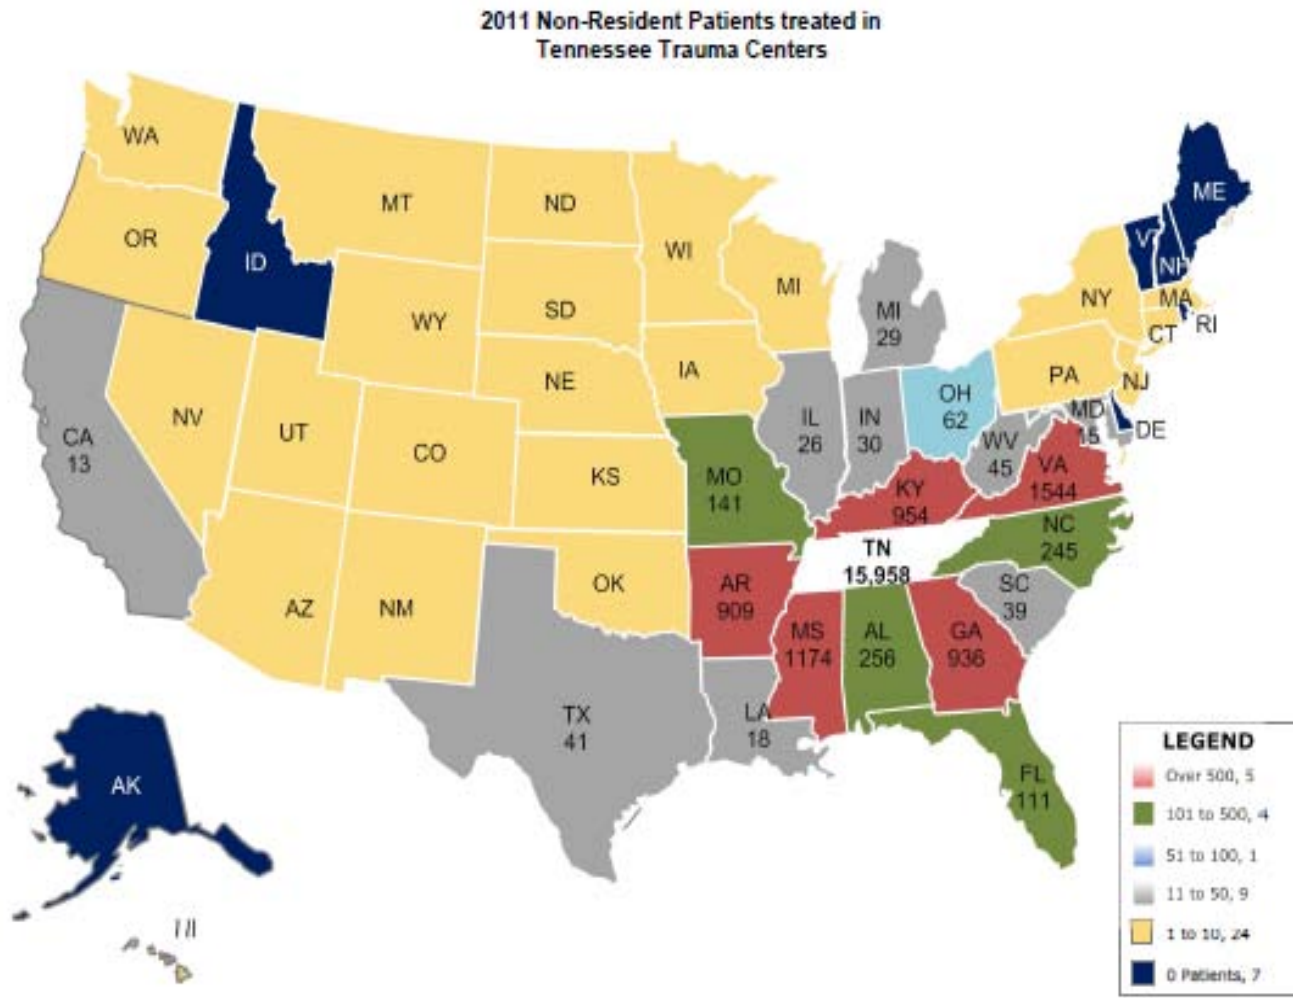 2011 Non-Resident Patients treated in
Tennessee Trauma Centers
WA
MT
ND
OR
ID
WI
MI
ME
VT
NH
WY
SD
MI
29
NY
MA
RI
CT
NE
IA
PA
NJ
NV
UT
CO
KS
CA
13
IL
26
IN
30
OH
62
WV
45
MD
15
DE
MO
141
KY
954
VA
1544
TN
15,958
NC
245
AZ
NM
OK
AR
909
SC
39
MS
1174
AL
256
GA
936
TX
41
LA
18
FL
111
AK
LEGEND
Over 500, 5
101 to 500, 4
51 to 100, 1
11 to 50, 9
1 to 10, 24
0 Patients, 7